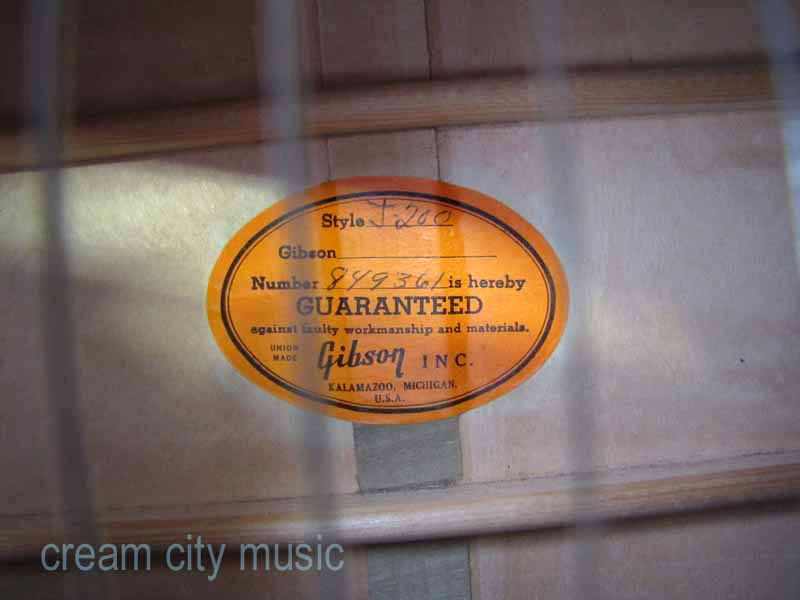 Style J-200
Gibson
Number 849361 is hereby
GUARANTEED
against faulty workmanship and materials.
UNION MADE Gibson INC.
KALAMAZOO, MICHIGAN.
U.S.A.
cream city music